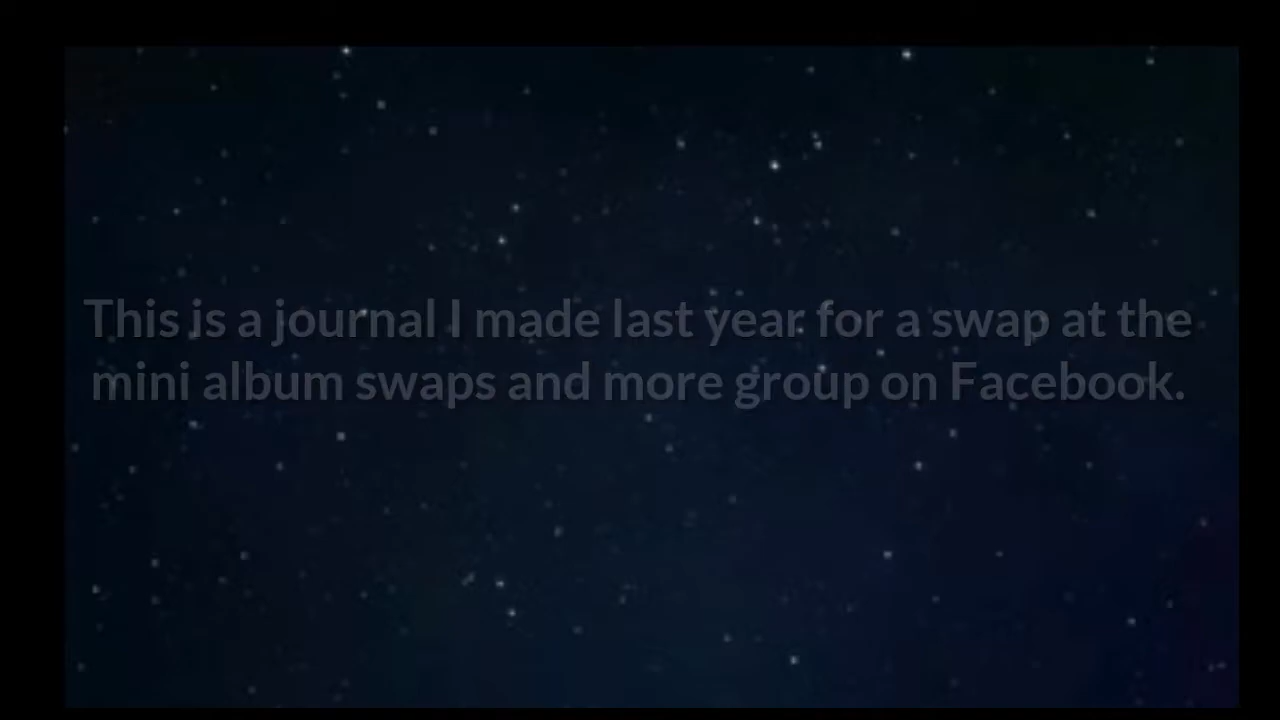 This is a journal I made last year for a swap at the
mini album swaps and more group on Facebook.